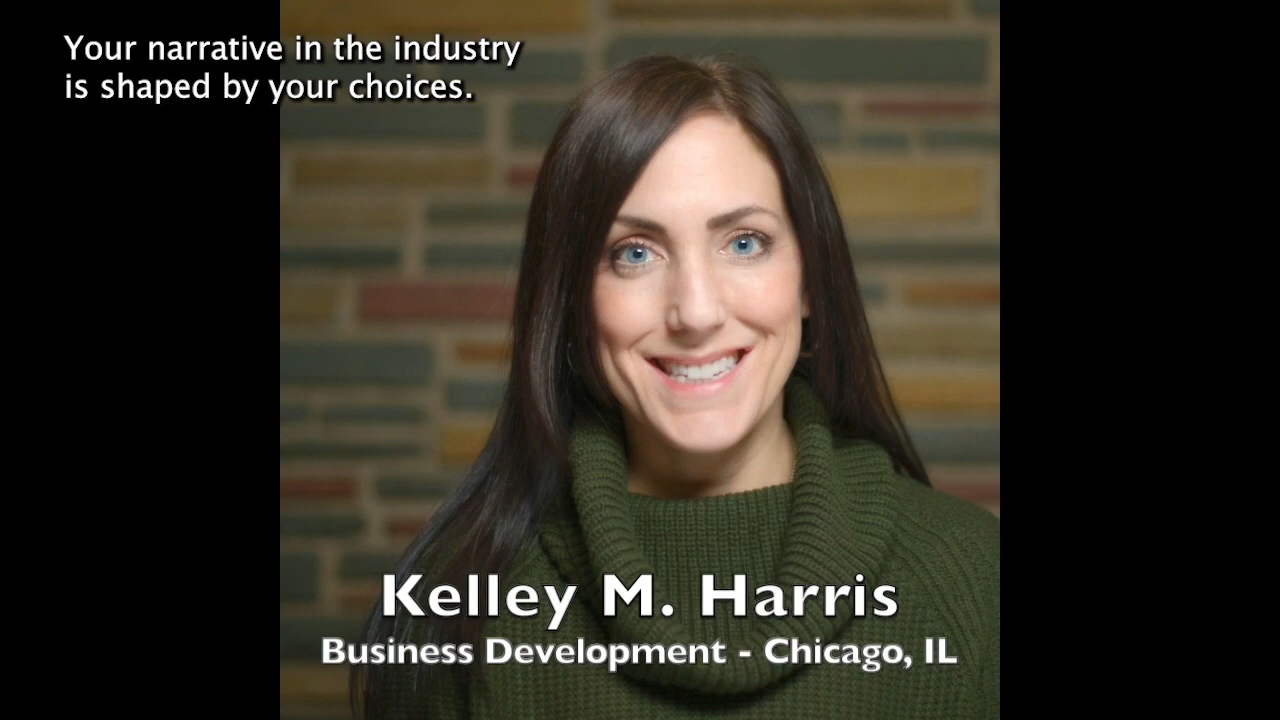 Your narrative in the industry
is shaped by your choices.
Kelley M. Harris
Business Development - Chicago, IL